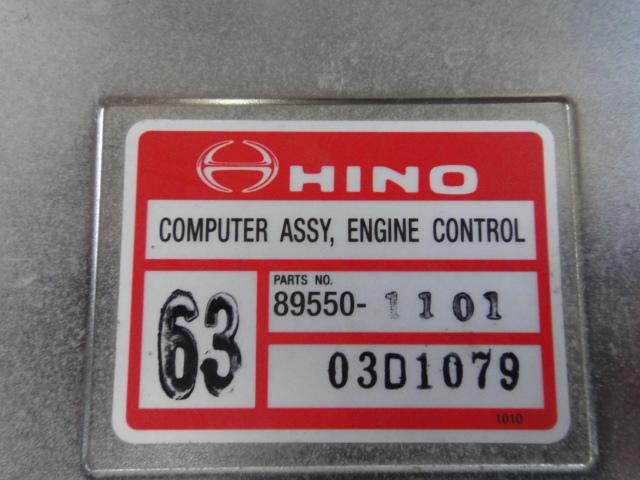 HINO
COMPUTER ASSY, ENGINE CONTROL
63
PARTS NO.
89550-1101
03D1079
1010